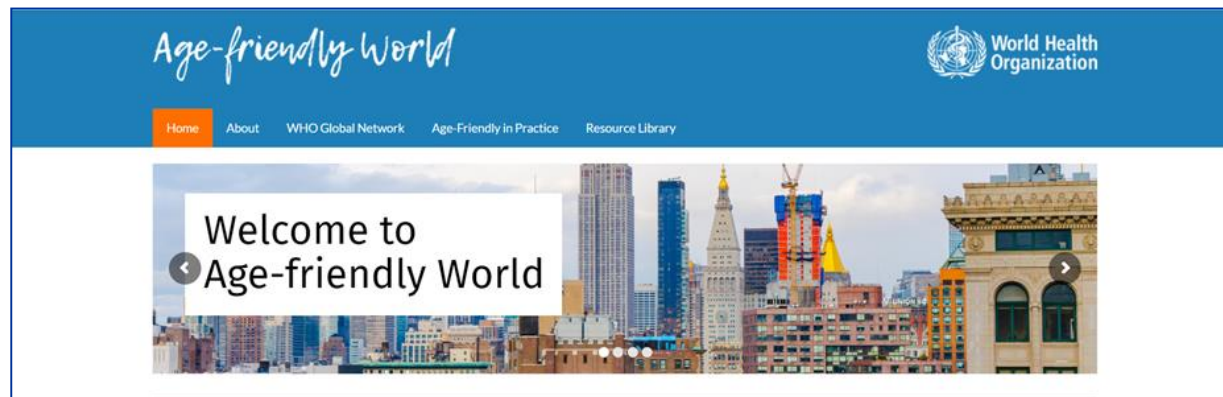 Age-friendly World
World Health
Organization
Home About WHO Global Network Age-Friendly in Practice Resource Library
Welcome to
Age-friendly World